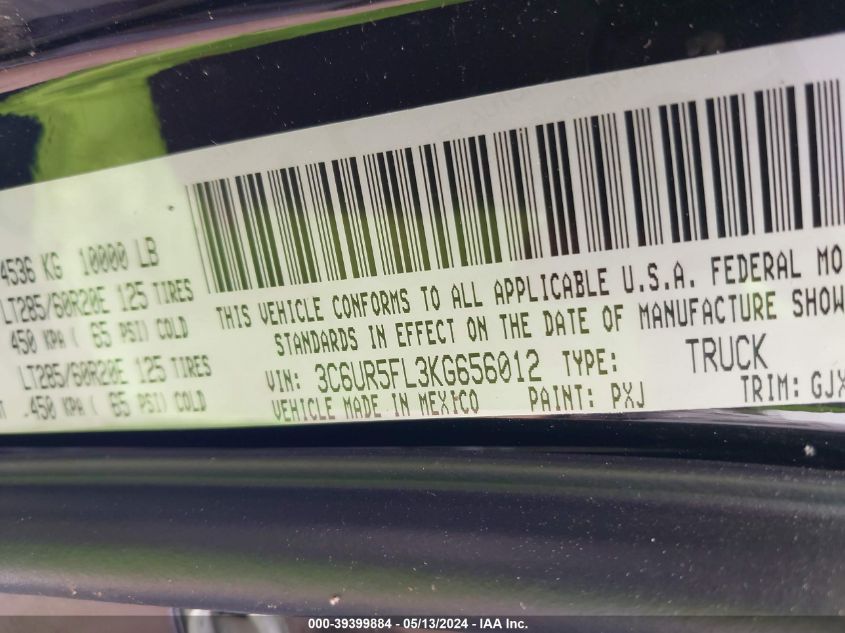 4536 KG 10000 LB
LT285/60R20E 125 TIRES
450 KPA ( 65 PSI) COLD
LT285/60R20E 125 TIRES
450 KPA ( 65 PSI) COLD
THIS VEHICLE CONFORMS TO ALL APPLICABLE U.S.A. FEDERAL MO
STANDARDS IN EFFECT ON THE DATE OF MANUFACTURE SHOW
VIN: 3C6UR5FL3KG656012 TYPE: TRUCK
VEHICLE MADE IN MEXICO PAINT: PXJ TRIM: GJX
000-39399884 - 05/13/2024 - IAA Inc.